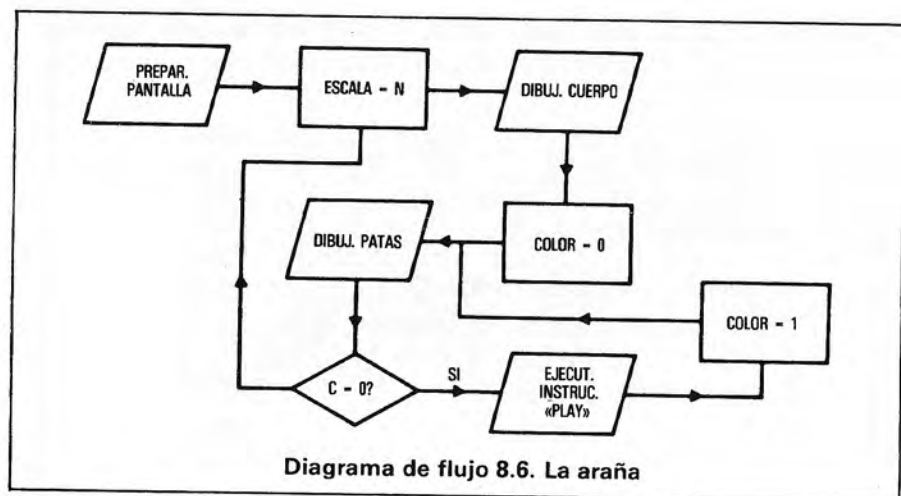 PREPAR.
PANTALLA
ESCALA - N
DIBUJ. CUERPO
DIBUJ. PATAS
COLOR - 0
COLOR - 1
C - 0?
SI
EJECUT.
INSTRUC.
«PLAY»
Diagrama de flujo 8.6. La araña